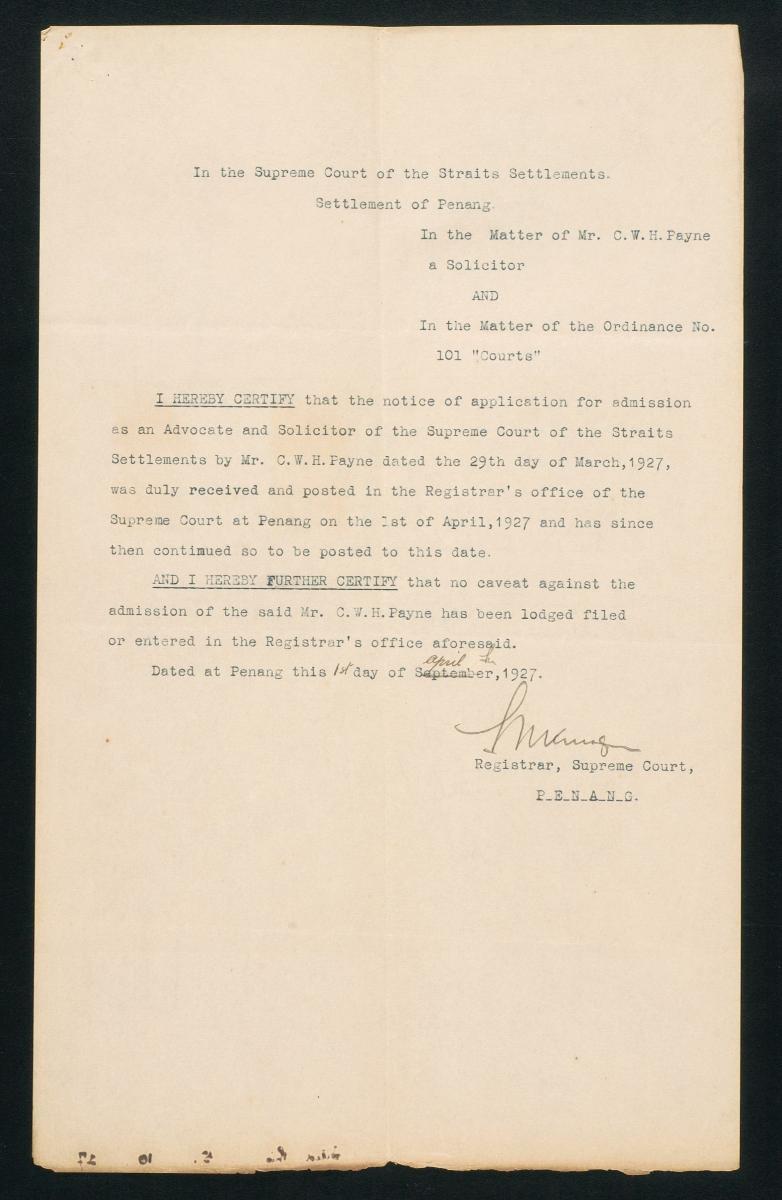 In the Supreme Court of the Straits Settlements.
Settlement of Penang.
In the Matter of Mr. C.W.H.Payne
a Solicitor
AND
In the Matter of the Ordinance No.
101 "Courts"
I HEREBY CERTIFY that the notice of application for admission
as an Advocate and Solicitor of the Supreme Court of the Straits
Settlements by Mr. C.W.H.Payne dated the 29th day of March,1927,
was duly received and posted in the Registrar's office of the
Supreme Court at Penang on the 1st of April,1927 and has since
then continued so to be posted to this date.
AND I HEREBY FURTHER CERTIFY that no caveat against the
admission of the said Mr. C.W.H.Payne has been lodged filed
or entered in the Registrar's office aforesaid.
april
Dated at Penang this 1st day of September,1927.
Registrar, Supreme Court,
P_E_N_A_N_G.
5. 10 27